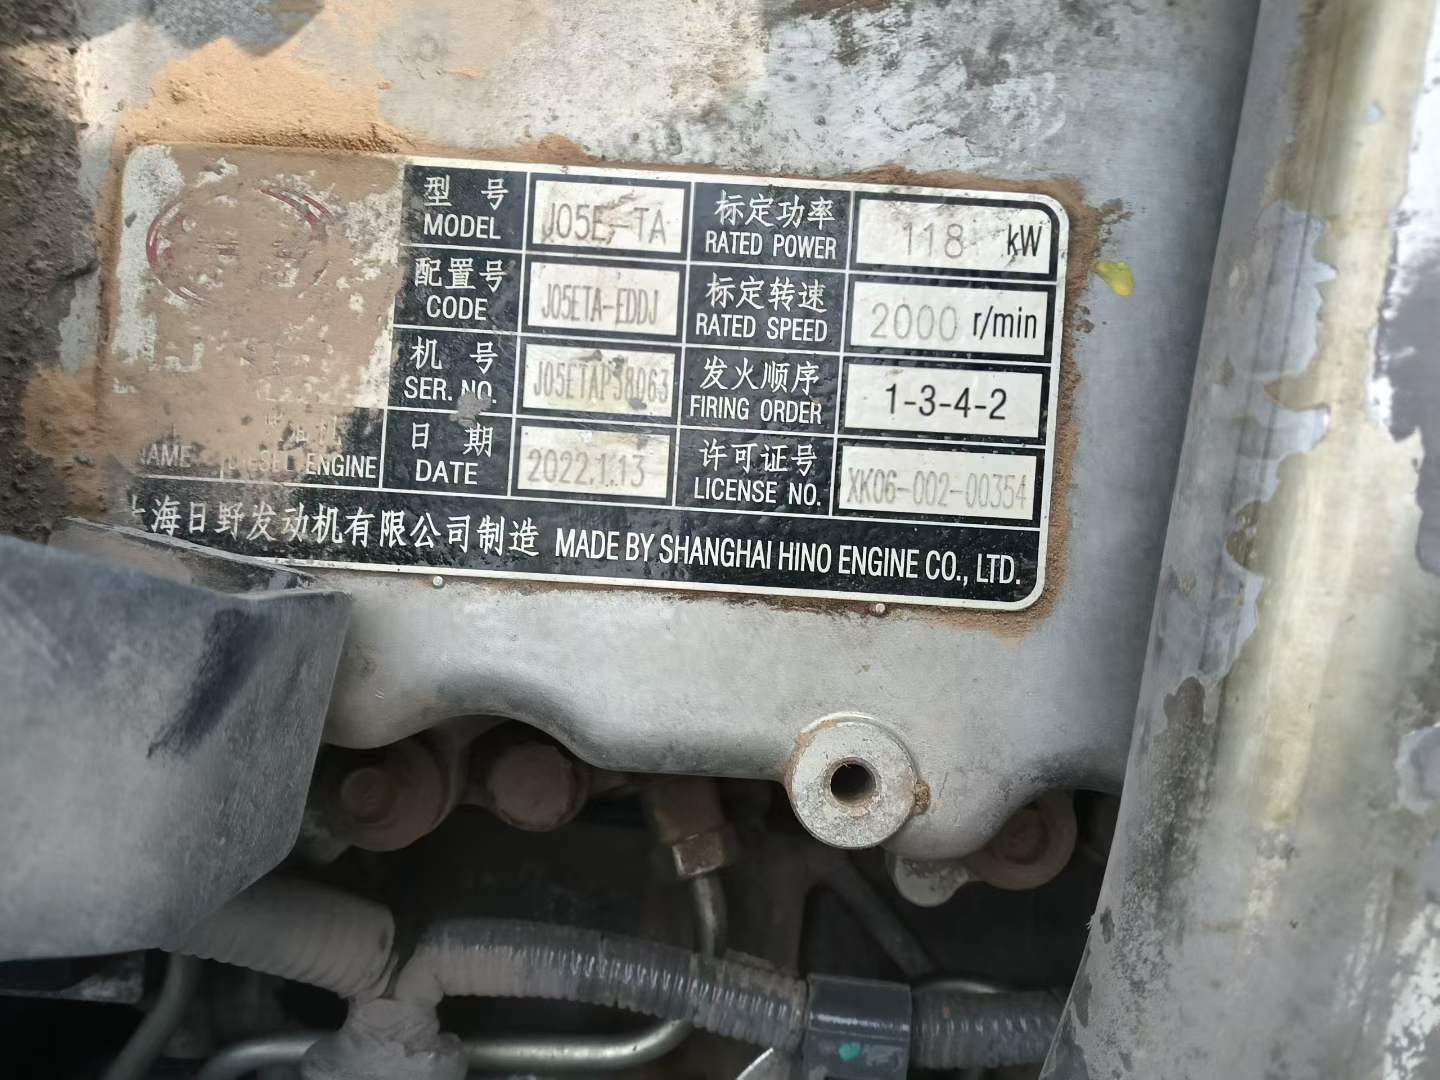 型号 MODEL J05E-TA 标定功率 RATED POWER 118 kW
配置号 CODE J05ETA-EDDJ 标定转速 RATED SPEED 2000 r/min
机号 SER. NO. 发火顺序 FIRING ORDER 1-3-4-2
ENGINE 日期 DATE 2022.1.13 许可证号 LICENSE NO. XK06-002-00354
海日野发动机有限公司制造 MADE BY SHANGHAI HINO ENGINE CO., LTD.